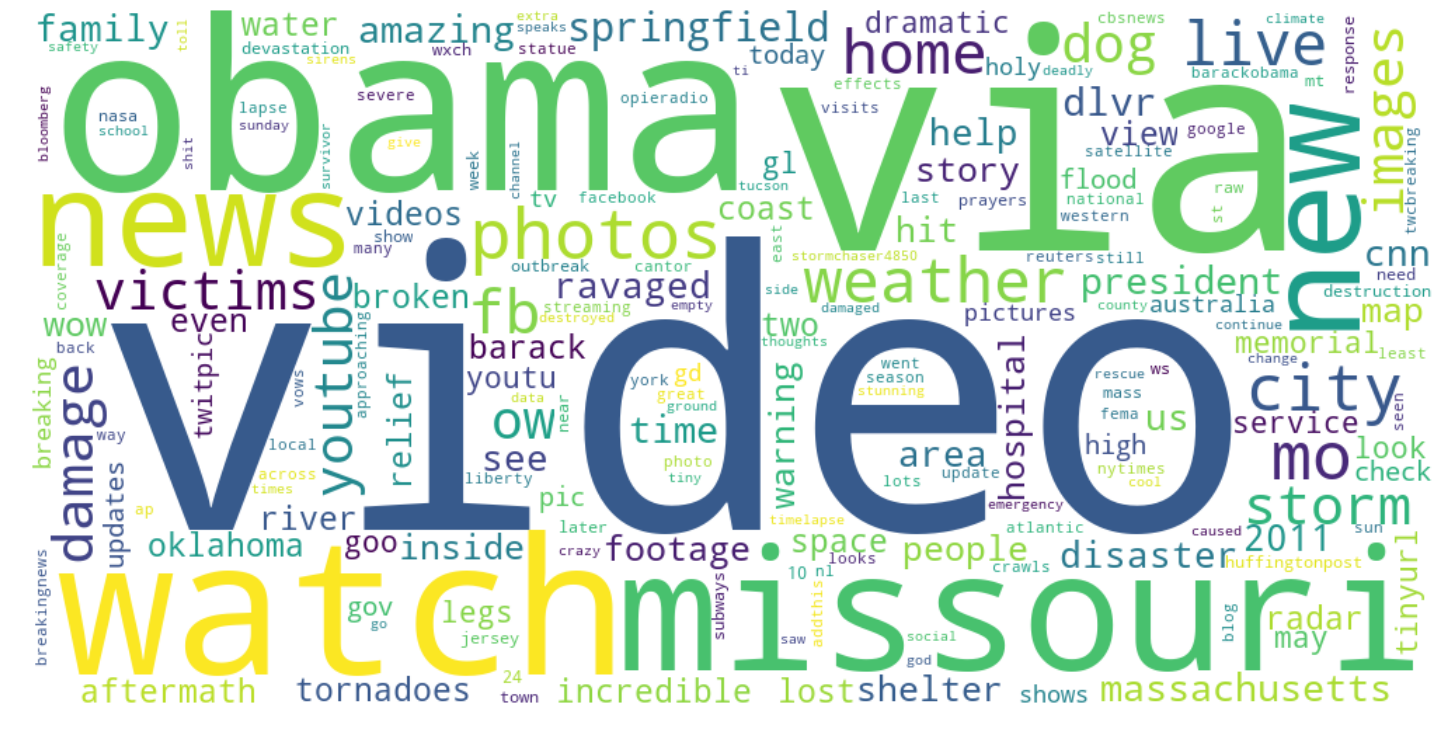 family
safety
toll
water
devastation
sirens
amazing
wxch
extra
speaks
statue
springfield
today
ti
dramatic
home
holy
deadly
dog
cbsnews
live
climate
barackobama
mt
response
images
obama
via
new
bloomberg
nasa
school
shit
lapse
sunday
survivor
severe
give
week
channel
opieradio
effects
visits
gl
tucson
help
story
dlvr
view
google
satellite
flood
national
western
raw
st
twcbreaking
last
prayers
news
videos
show
many
tv
facebook
photos
coast
east
hit
stormchaser4850
reuters
still
cnn
need
destruction
coverage
victims
even
youtube
broken
outbreak
cantor
ravaged
fb
streaming
destroyed
empty
side
weather
damaged
president
county
australia
continue
map
wow
back
video
two
thoughts
pictures
memorial
least
change
breaking
damage
way
updates
twitpic
vows
approaching
relief
barack
youtu
data
ow
near
see
liberty
york
gd
great
ground
time
photo
tiny
warning
went
season
stunning
area
update
lots
hospital
rescue
ws
mass
fema
us
high
nytimes
cool
city
seen
service
mo
look
check
local
across
times
ap
river
pic
later
timelapse
emergency
atlantic
caused
storm
2011
sun
oklahoma
goo
inside
crazy
footage
space
looks
people
crawls
disaster
huffingtonpost
tinyurl
breakingnews
watch
missouri
gov
go
legs
jersey
subways
10
nl
addthis
saw
social
god
blog
radar
may
aftermath
tornadoes
24
town
incredible
lost
shelter
shows
massachusetts